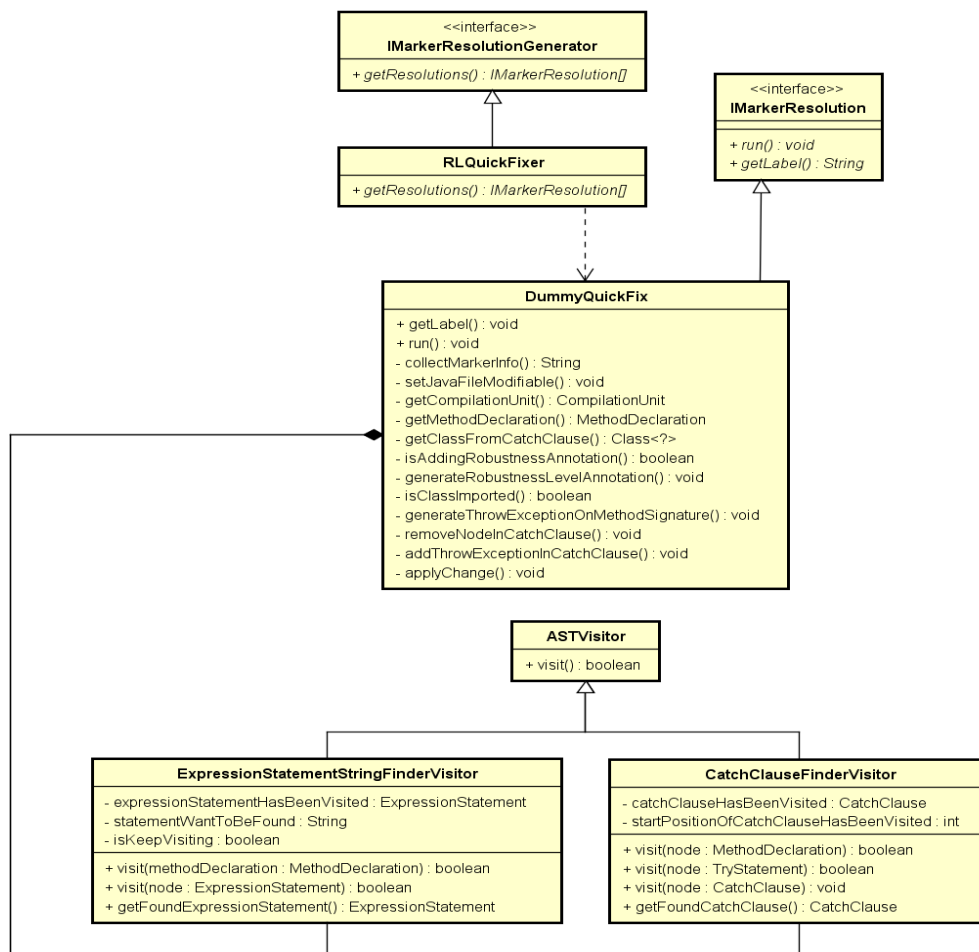 <<interface>>
IMarkerResolutionGenerator
+ getResolutions() : IMarkerResolution[]
<<interface>>
IMarkerResolution
+ run() : void
+ getLabel() : String
RLQuickFixer
+ getResolutions() : IMarkerResolution[]
DummyQuickFix
+ getLabel() : void
+ run() : void
- collectMarkerInfo() : String
- setJavaFileModifiable() : void
- getCompilationUnit() : CompilationUnit
- getMethodDeclaration() : MethodDeclaration
- getClassFromCatchClause() : Class<?>
- isAddingRobustnessAnnotation() : boolean
- generateRobustnessLevelAnnotation() : void
- isClassImported() : boolean
- generateThrowExceptionOnMethodSignature() : void
- removeNodeInCatchClause() : void
- addThrowExceptionInCatchClause() : void
- applyChange() : void
ASTVisitor
+ visit() : boolean
ExpressionStatementStringFinderVisitor
- expressionStatementHasBeenVisited : ExpressionStatement
- statementWantToBeFound : String
- isKeepVisiting : boolean
+ visit(methodDeclaration : MethodDeclaration) : boolean
+ visit(node : ExpressionStatement) : boolean
+ getFoundExpressionStatement() : ExpressionStatement
CatchClauseFinderVisitor
- catchClauseHasBeenVisited : CatchClause
- startPositionOfCatchClauseHasBeenVisited : int
+ visit(node : MethodDeclaration) : boolean
+ visit(node : TryStatement) : boolean
+ visit(node : CatchClause) : void
+ getFoundCatchClause() : CatchClause